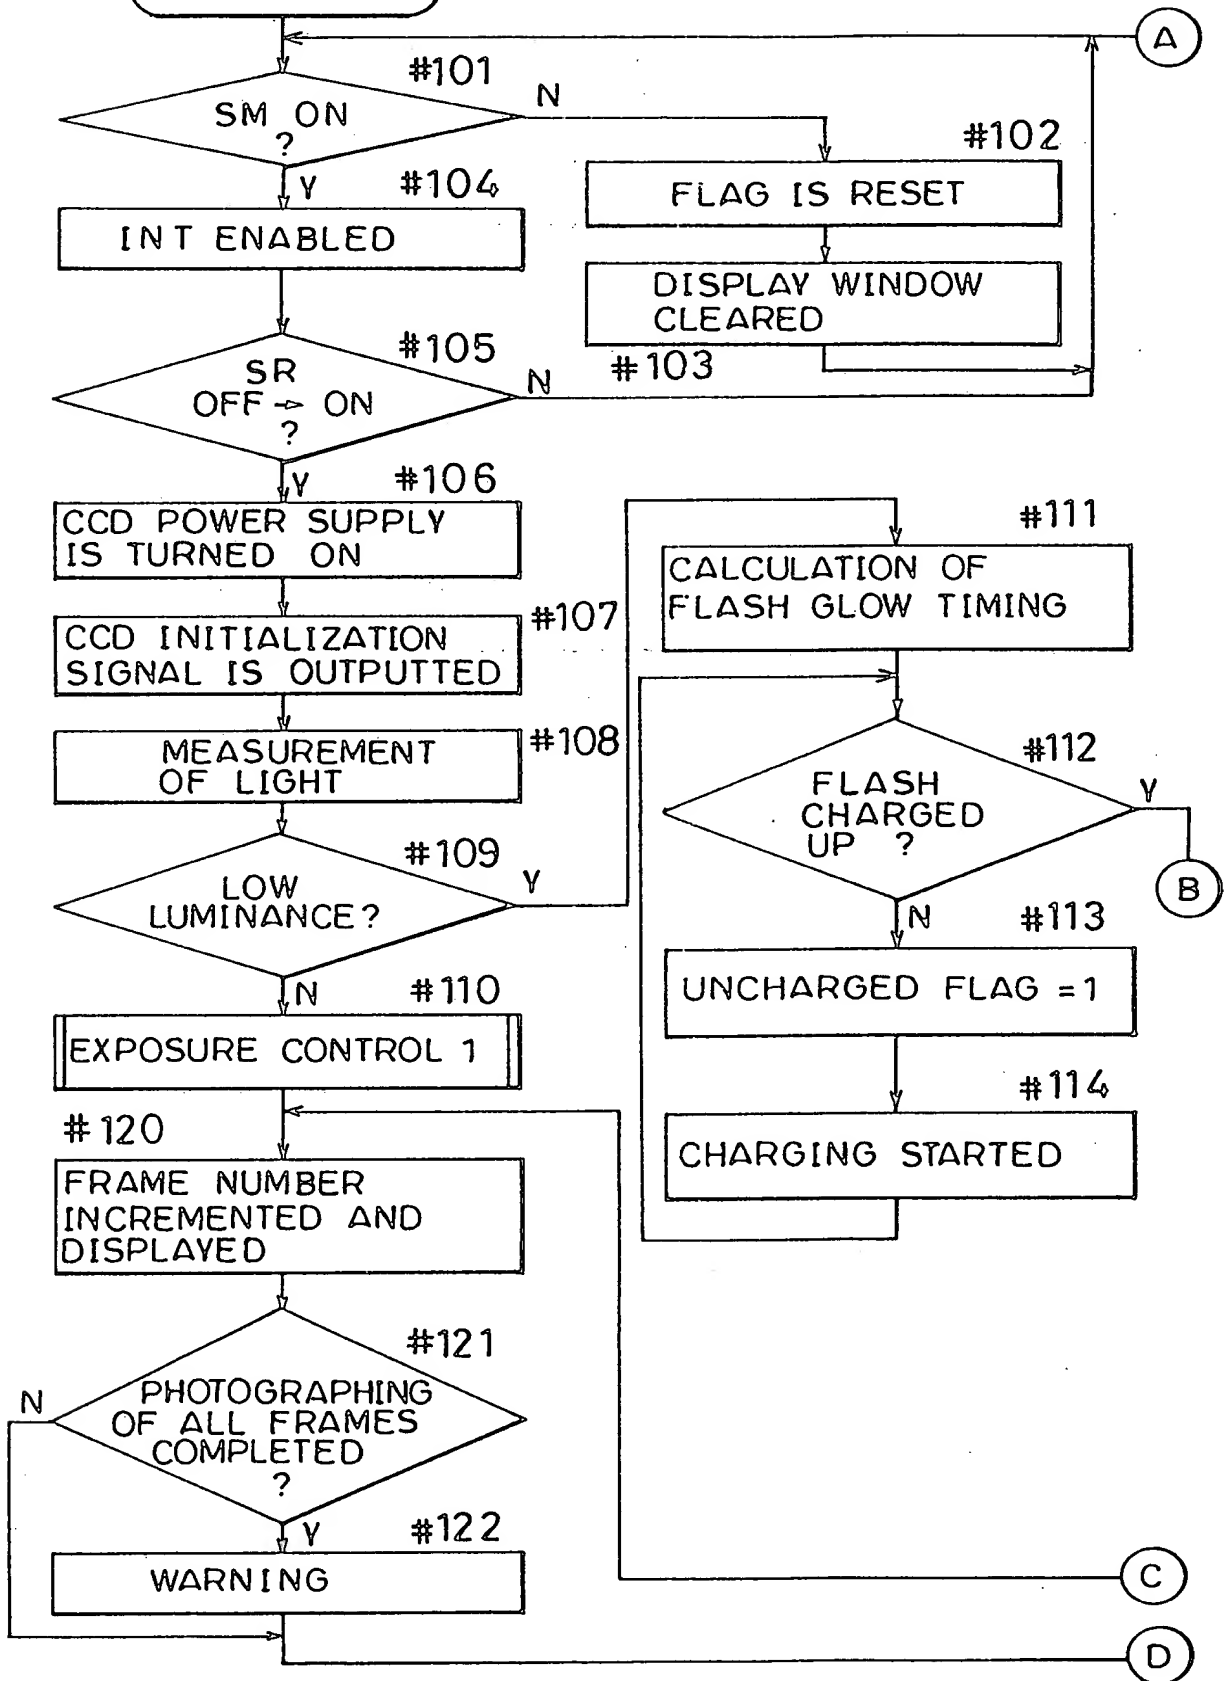 A
#101
SM ON
?
N
Y
#102
FLAG IS RESET
#104
INT ENABLED
DISPLAY WINDOW
CLEARED
#103
#105
SR
OFF → ON
?
N
Y
#106
CCD POWER SUPPLY
IS TURNED ON
#107
CCD INITIALIZATION
SIGNAL IS OUTPUTTED
#108
MEASUREMENT
OF LIGHT
#109
LOW
LUMINANCE?
Y
N
#110
EXPOSURE CONTROL 1
#111
CALCULATION OF
FLASH GLOW TIMING
#112
FLASH
CHARGED
UP ?
Y
B
N
#113
UNCHARGED FLAG = 1
#114
CHARGING STARTED
#120
FRAME NUMBER
INCREMENTED AND
DISPLAYED
#121
PHOTOGRAPHING
OF ALL FRAMES
COMPLETED
?
N
Y
#122
WARNING
C
D